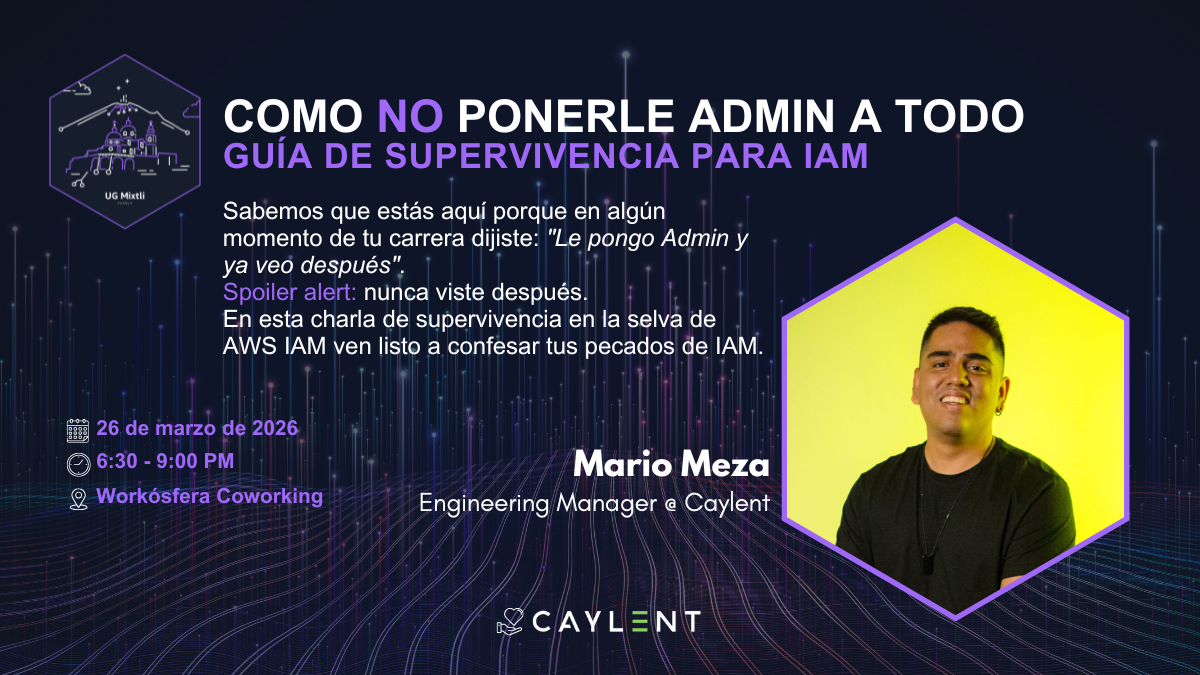 COMO NO PONERLE ADMIN A TODO
GUÍA DE SUPERVIVENCIA PARA IAM
UG Mixtli
PUEBLA
Sabemos que estás aquí porque en algún
momento de tu carrera dijiste: "Le pongo Admin y
ya veo después".
Spoiler alert: nunca viste después.
En esta charla de supervivencia en la selva de
AWS IAM ven listo a confesar tus pecados de IAM.
26 de marzo de 2026
6:30 - 9:00 PM
Workósfera Coworking
Mario Meza
Engineering Manager @ Caylent
CAYLENT